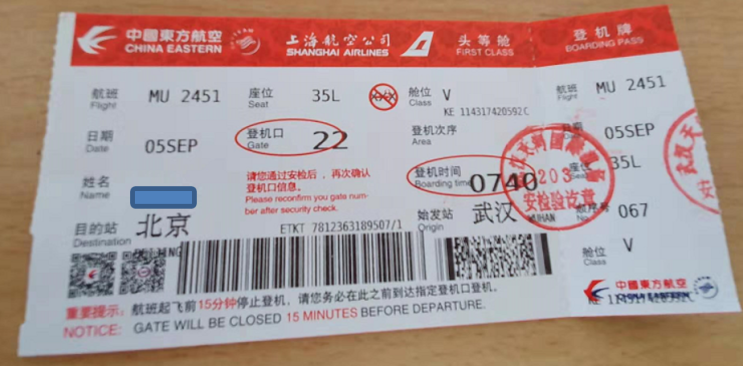 中國東方航空
CHINA EASTERN
上海航空公司
SHANGHAI AIRLINES
头等舱
FIRST CLASS
登机牌
BOARDING PASS
航班
Flight
MU 2451
座位
Seat
35L
舱位
Class
V
KE 114317420592C
航班
Flight
MU 2451
日期
Date
05SEP
登机口
Gate
22
登机次序
Area
05SEP
姓名
Name
请您通过安检后，再次确认
登机口信息。
Please reconfirm you gate num-
ber after security check.
登机时间
Boarding time
0740
203
安检验讫章
35L
目的站
Destination
北京
ETKT 7812363189507/1
始发站
Origin
武汉
WUHAN
067
舱位
Class
V
中國東方航空
CHINA EASTERN
重要提示：航班起飞前15分钟停止登机，请您务必在此之前到达指定登机口登机。
NOTICE: GATE WILL BE CLOSED 15 MINUTES BEFORE DEPARTURE.